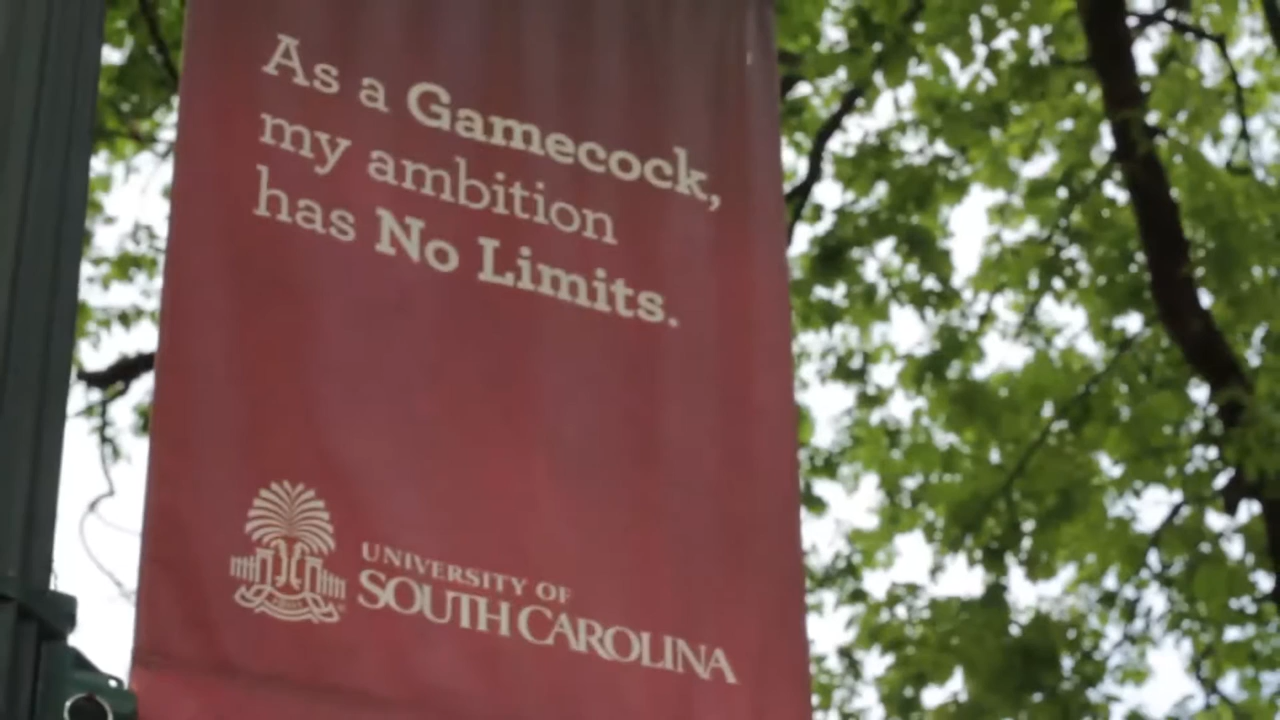 As a Gamecock,
my ambition
has No Limits.
UNIVERSITY OF
SOUTH CAROLINA